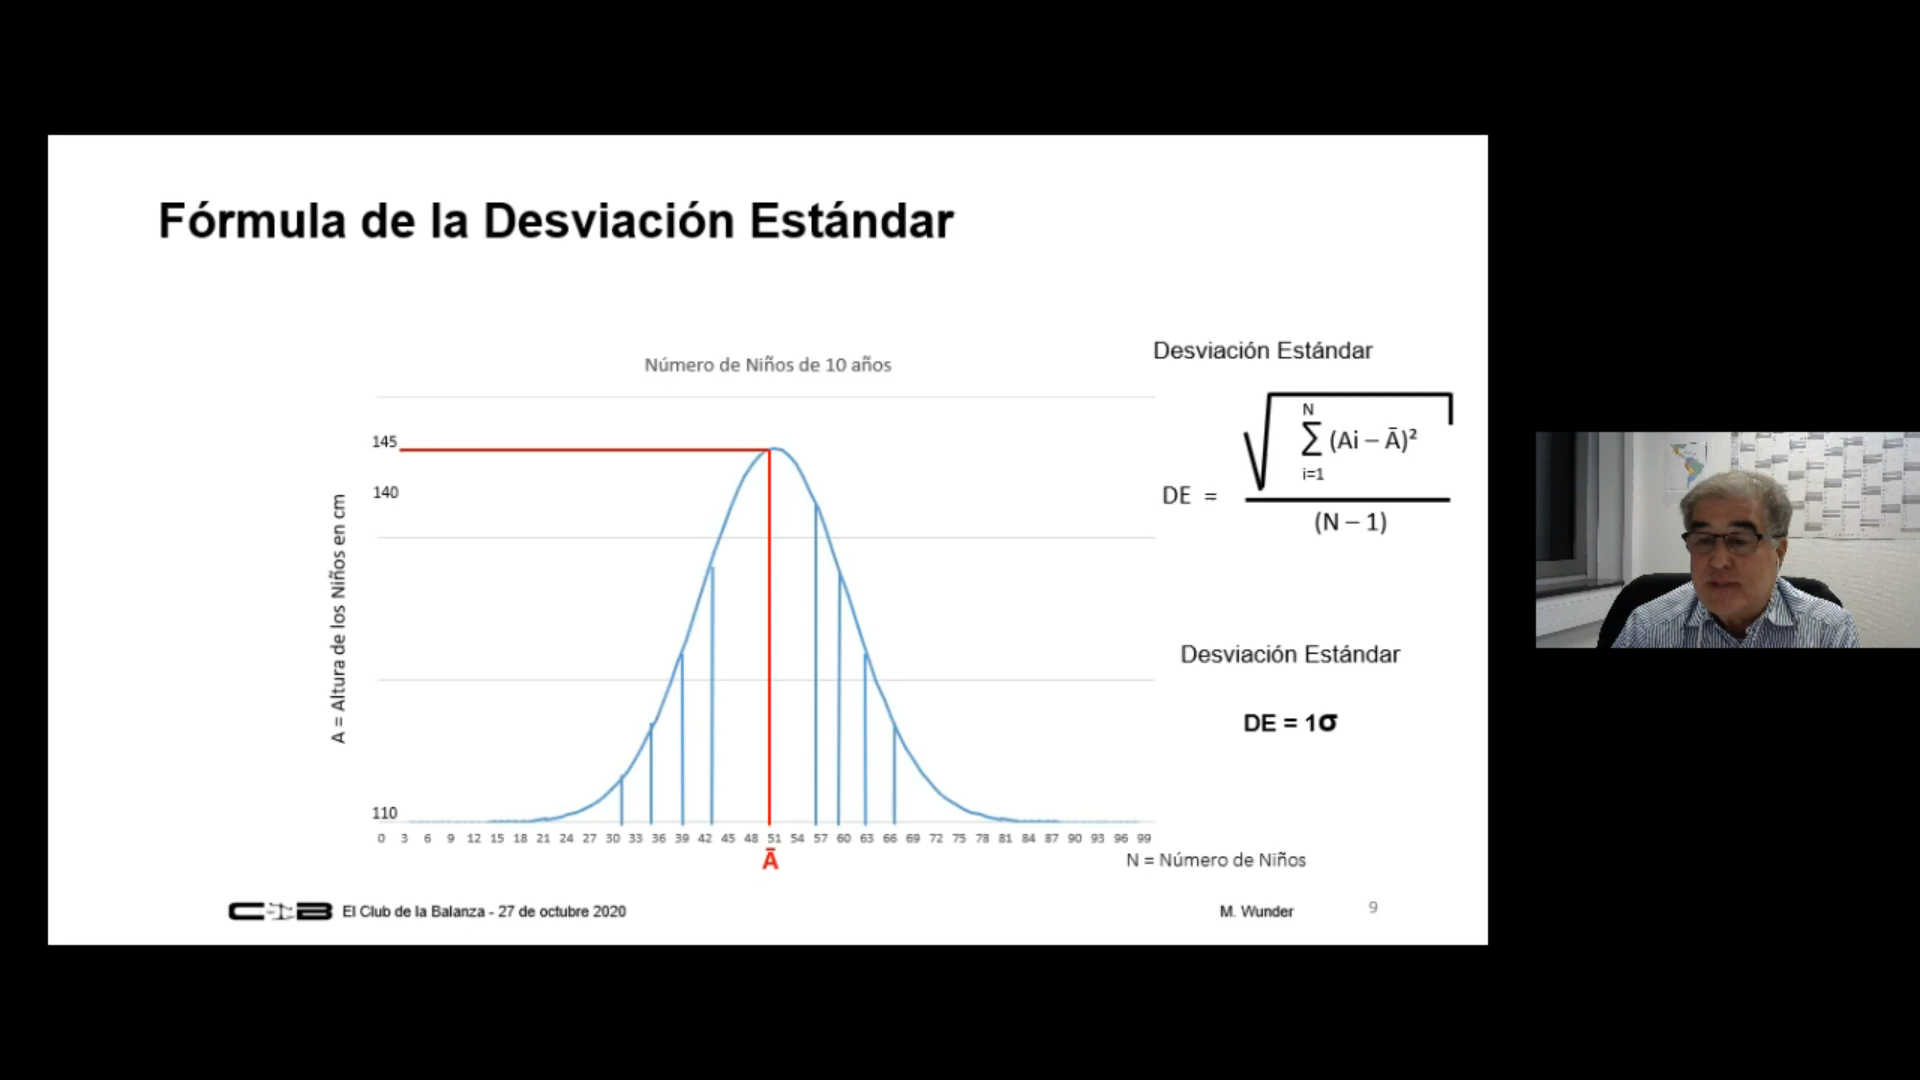 Fórmula de la Desviación Estándar
Número de Niños de 10 años
145
140
110
A = Altura de los Niños en cm
0 3 6 9 12 15 18 21 24 27 30 33 36 39 42 45 48 51 54 57 60 63 66 69 72 75 78 81 84 87 90 93 96 99
Ā
N = Número de Niños
Desviación Estándar
DE = √ N ∑ i=1 (Ai – Ā)²
(N – 1)
Desviación Estándar
DE = 1σ
CB El Club de la Balanza - 27 de octubre 2020
M. Wunder
9